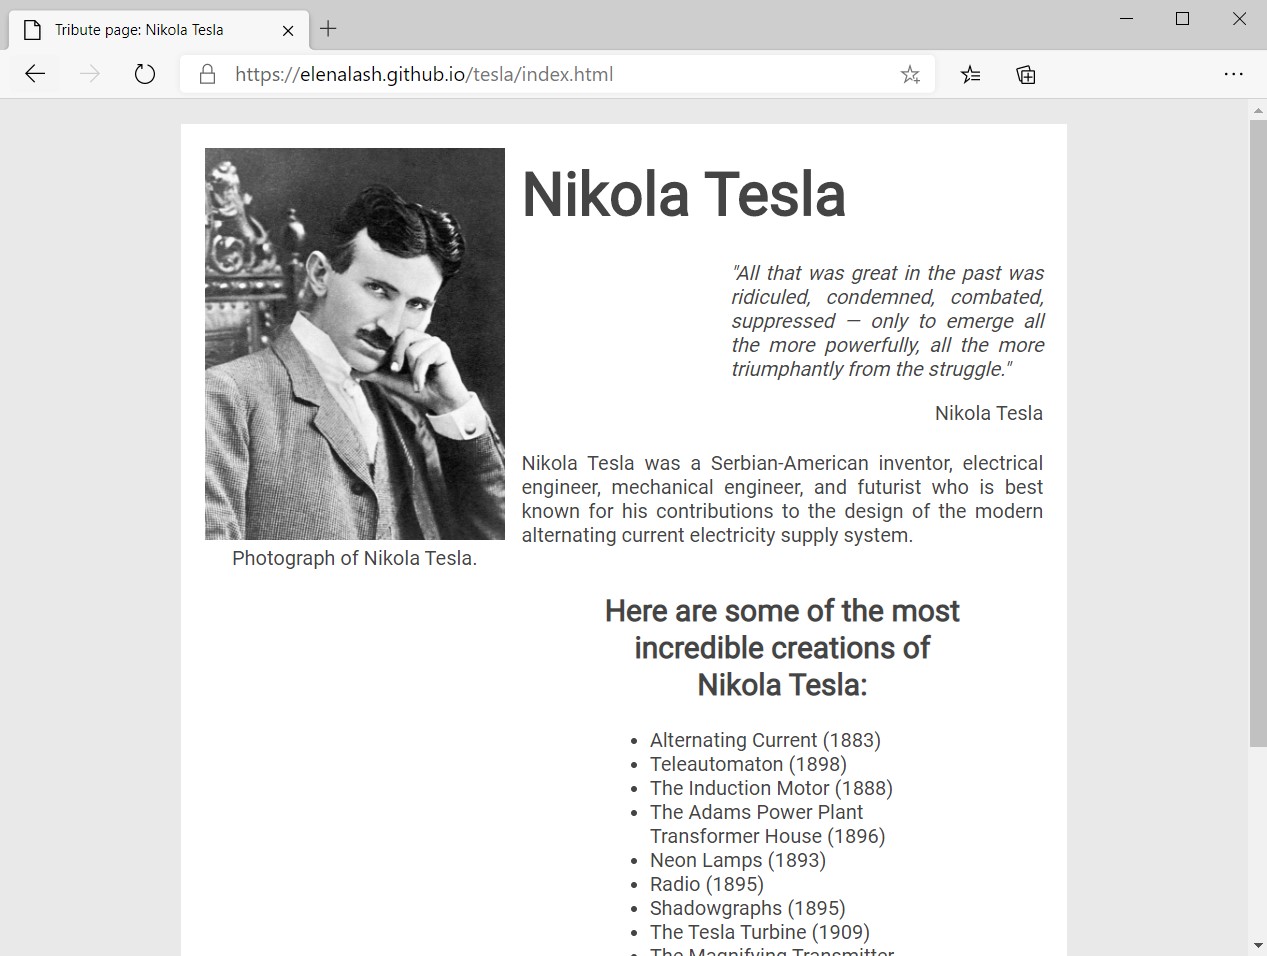 Tribute page: Nikola Tesla
https://elenalash.github.io/tesla/index.html
Nikola Tesla
"All that was great in the past was
ridiculed, condemned, combated,
suppressed — only to emerge all
the more powerfully, all the more
triumphantly from the struggle."
Nikola Tesla
Nikola Tesla was a Serbian-American inventor, electrical
engineer, mechanical engineer, and futurist who is best
known for his contributions to the design of the modern
alternating current electricity supply system.
Photograph of Nikola Tesla.
Here are some of the most
incredible creations of
Nikola Tesla:
• Alternating Current (1883)
• Teleautomaton (1898)
• The Induction Motor (1888)
• The Adams Power Plant
Transformer House (1896)
• Neon Lamps (1893)
• Radio (1895)
• Shadowgraphs (1895)
• The Tesla Turbine (1909)
• The Magnifying Transmitter